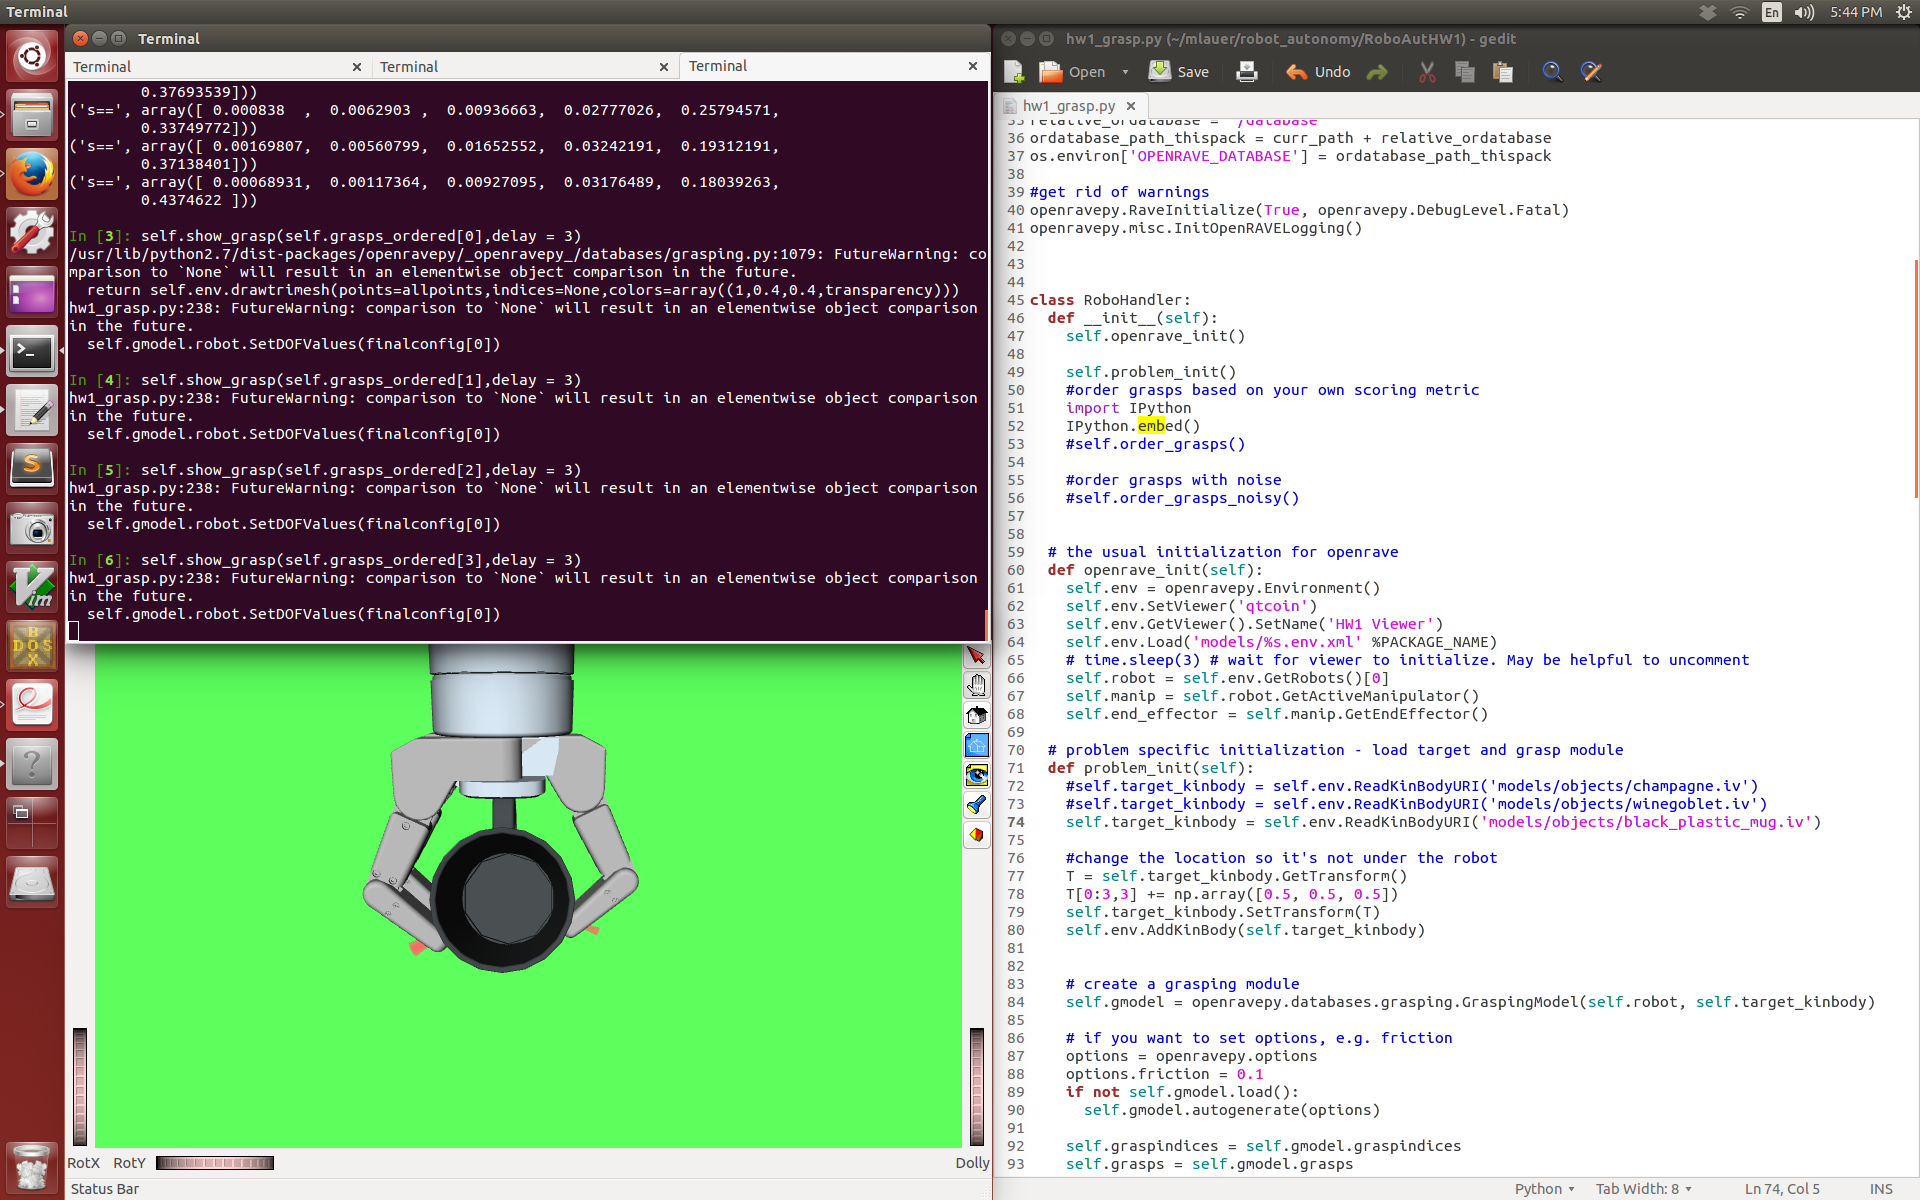 Terminal
En
5:44 PM
Terminal
Terminal
Terminal
Terminal
        0.37693539]))
('s==', array([ 0.000838  ,  0.0062903 ,  0.00936663,  0.02777026,  0.25794571,
        0.33749772]))
('s==', array([ 0.00169807,  0.00560799,  0.01652552,  0.03242191,  0.19312191,
        0.37138401]))
('s==', array([ 0.00068931,  0.00117364,  0.00927095,  0.03176489,  0.18039263,
        0.4374622 ]))
In [3]: self.show_grasp(self.grasps_ordered[0],delay = 3)
/usr/lib/python2.7/dist-packages/openravepy/_openravepy_/databases/grasping.py:1079: FutureWarning: co
mparison to `None` will result in an elementwise object comparison in the future.
  return self.env.drawtrimesh(points=allpoints,indices=None,colors=array((1,0.4,0.4,transparency)))
hw1_grasp.py:238: FutureWarning: comparison to `None` will result in an elementwise object comparison
in the future.
  self.gmodel.robot.SetDOFValues(finalconfig[0])
In [4]: self.show_grasp(self.grasps_ordered[1],delay = 3)
hw1_grasp.py:238: FutureWarning: comparison to `None` will result in an elementwise object comparison
in the future.
  self.gmodel.robot.SetDOFValues(finalconfig[0])
In [5]: self.show_grasp(self.grasps_ordered[2],delay = 3)
hw1_grasp.py:238: FutureWarning: comparison to `None` will result in an elementwise object comparison
in the future.
  self.gmodel.robot.SetDOFValues(finalconfig[0])
In [6]: self.show_grasp(self.grasps_ordered[3],delay = 3)
hw1_grasp.py:238: FutureWarning: comparison to `None` will result in an elementwise object comparison
in the future.
  self.gmodel.robot.SetDOFValues(finalconfig[0])
RotX RotY
Dolly
Status Bar
hw1_grasp.py (~/mlauer/robot_autonomy/RoboAutHW1) - gedit
Open Save Undo
hw1_grasp.py
35 relative_ordatabase = '/database'
36 ordatabase_path_thispack = curr_path + relative_ordatabase
37 os.environ['OPENRAVE_DATABASE'] = ordatabase_path_thispack
38
39 #get rid of warnings
40 openravepy.RaveInitialize(True, openravepy.DebugLevel.Fatal)
41 openravepy.misc.InitOpenRAVELogging()
42
43
44
45 class RoboHandler:
46   def __init__(self):
47     self.openrave_init()
48
49     self.problem_init()
50     #order grasps based on your own scoring metric
51     import IPython
52     IPython.embed()
53     #self.order_grasps()
54
55     #order grasps with noise
56     #self.order_grasps_noisy()
57
58
59   # the usual initialization for openrave
60   def openrave_init(self):
61     self.env = openravepy.Environment()
62     self.env.SetViewer('qtcoin')
63     self.env.GetViewer().SetName('HW1 Viewer')
64     self.env.Load('models/%s.env.xml' %PACKAGE_NAME)
65     # time.sleep(3) # wait for viewer to initialize. May be helpful to uncomment
66     self.robot = self.env.GetRobots()[0]
67     self.manip = self.robot.GetActiveManipulator()
68     self.end_effector = self.manip.GetEndEffector()
69
70   # problem specific initialization - load target and grasp module
71   def problem_init(self):
72     #self.target_kinbody = self.env.ReadKinBodyURI('models/objects/champagne.iv')
73     #self.target_kinbody = self.env.ReadKinBodyURI('models/objects/winegoblet.iv')
74     self.target_kinbody = self.env.ReadKinBodyURI('models/objects/black_plastic_mug.iv')
75
76     #change the location so it's not under the robot
77     T = self.target_kinbody.GetTransform()
78     T[0:3,3] += np.array([0.5, 0.5, 0.5])
79     self.target_kinbody.SetTransform(T)
80     self.env.AddKinBody(self.target_kinbody)
81
82
83     # create a grasping module
84     self.gmodel = openravepy.databases.grasping.GraspingModel(self.robot, self.target_kinbody)
85
86     # if you want to set options, e.g. friction
87     options = openravepy.options
88     options.friction = 0.1
89     if not self.gmodel.load():
90       self.gmodel.autogenerate(options)
91
92     self.graspindices = self.gmodel.graspindices
93     self.grasps = self.gmodel.grasps
Python Tab Width: 8 Ln 74, Col 5 INS